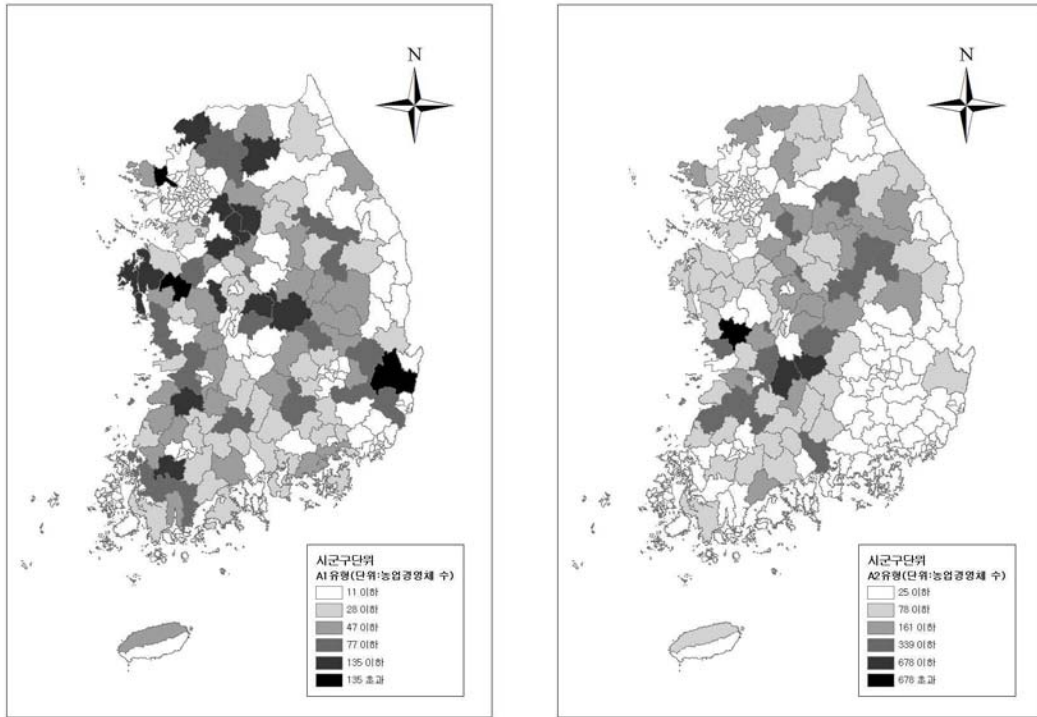 N
시군구단위
A1유형(단위:농업경영체 수)
11 이하
28 이하
47 이하
77 이하
135 이하
135 초과
N
시군구단위
A2유형(단위:농업경영체 수)
25 이하
78 이하
161 이하
339 이하
678 이하
678 초과